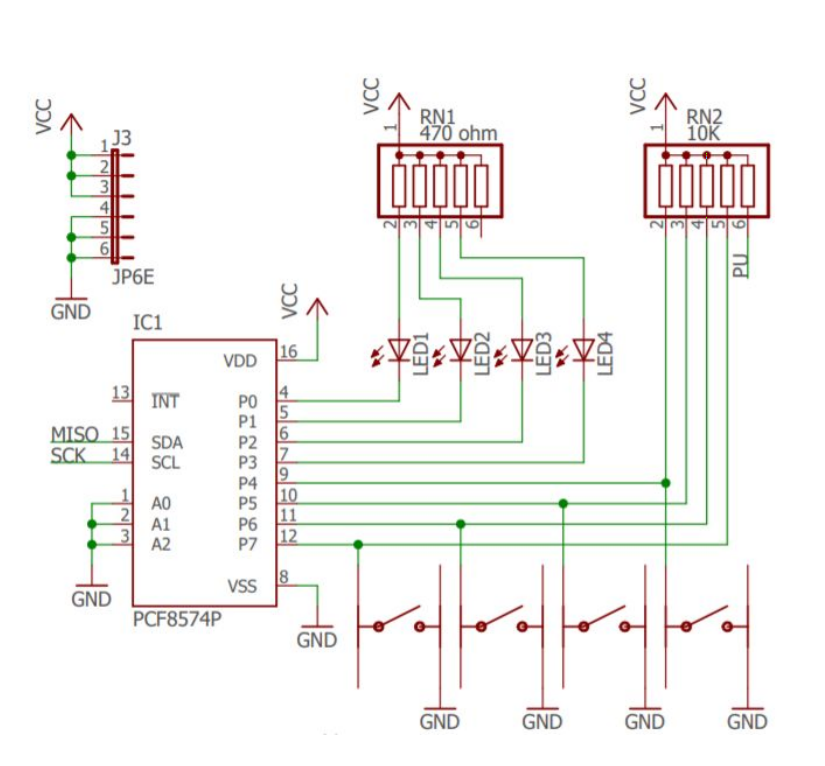 VCC
J3
1
2
3
4
5
6
JP6E
GND
VCC
1
RN1
470 ohm
2
3
4
5
6
VCC
1
RN2
10K
2
3
4
5
6
PU
LED1
LED2
LED3
LED4
IC1
VCC
VDD 16
13 INT P0 4
P1 5
MISO 15 SDA P2 6
SCK 14 SCL P3 7
P4 9
1 A0 P5 10
2 A1 P6 11
3 A2 P7 12
VSS 8
GND
PCF8574P
GND
GND
GND
GND
GND